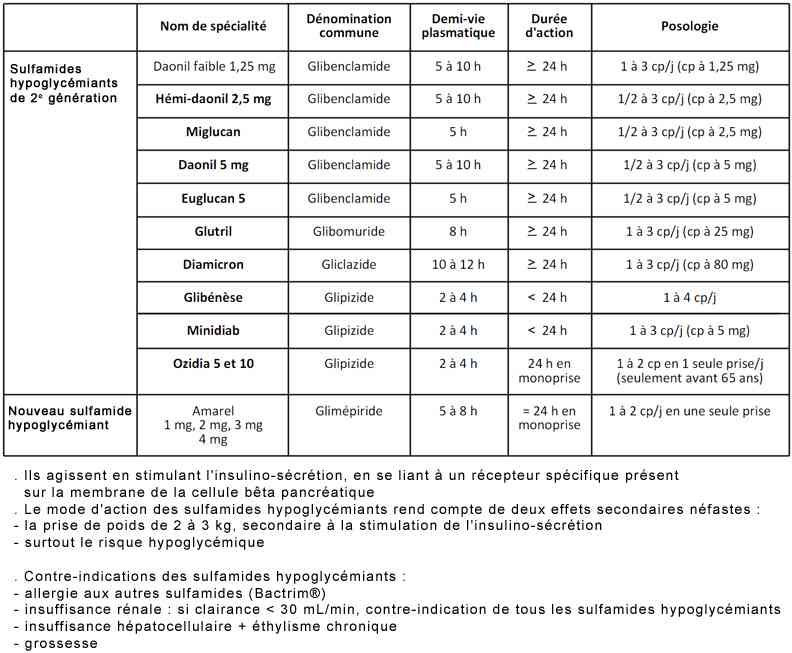 Nom de spécialité
Dénomination commune
Demi-vie plasmatique
Durée d'action
Posologie
Sulfamides hypoglycémiants de 2e génération
Daonil faible 1,25 mg
Glibenclamide
5 à 10 h
≥ 24 h
1 à 3 cp/j (cp à 1,25 mg)
Hémi-daonil 2,5 mg
Glibenclamide
5 à 10 h
≥ 24 h
1/2 à 3 cp/j (cp à 2,5 mg)
Miglucan
Glibenclamide
5 h
≥ 24 h
1/2 à 3 cp/j (cp à 2,5 mg)
Daonil 5 mg
Glibenclamide
5 à 10 h
≥ 24 h
1/2 à 3 cp/j (cp à 5 mg)
Euglucan 5
Glibenclamide
5 h
≥ 24 h
1/2 à 3 cp/j (cp à 5 mg)
Glutril
Glibomuride
8 h
≥ 24 h
1 à 3 cp/j (cp à 25 mg)
Diamicron
Gliclazide
10 à 12 h
≥ 24 h
1 à 3 cp/j (cp à 80 mg)
Glibénèse
Glipizide
2 à 4 h
< 24 h
1 à 4 cp/j
Minidiab
Glipizide
2 à 4 h
< 24 h
1 à 3 cp/j (cp à 5 mg)
Ozidia 5 et 10
Glipizide
2 à 4 h
24 h en monoprise
1 à 2 cp en 1 seule prise/j
(seulement avant 65 ans)
Nouveau sulfamide hypoglycémiant
Amarel
1 mg, 2 mg, 3 mg
4 mg
Glimépiride
5 à 8 h
= 24 h en monoprise
1 à 2 cp/j en une seule prise
. Ils agissent en stimulant l'insulino-sécrétion, en se liant à un récepteur spécifique présent
sur la membrane de la cellule bêta pancréatique
. Le mode d'action des sulfamides hypoglycémiants rend compte de deux effets secondaires néfastes :
- la prise de poids de 2 à 3 kg, secondaire à la stimulation de l'insulino-sécrétion
- surtout le risque hypoglycémique
. Contre-indications des sulfamides hypoglycémiants :
- allergie aux autres sulfamides (Bactrim®)
- insuffisance rénale : si clairance < 30 mL/min, contre-indication de tous les sulfamides hypoglycémiants
- insuffisance hépatocellulaire + éthylisme chronique
- grossesse